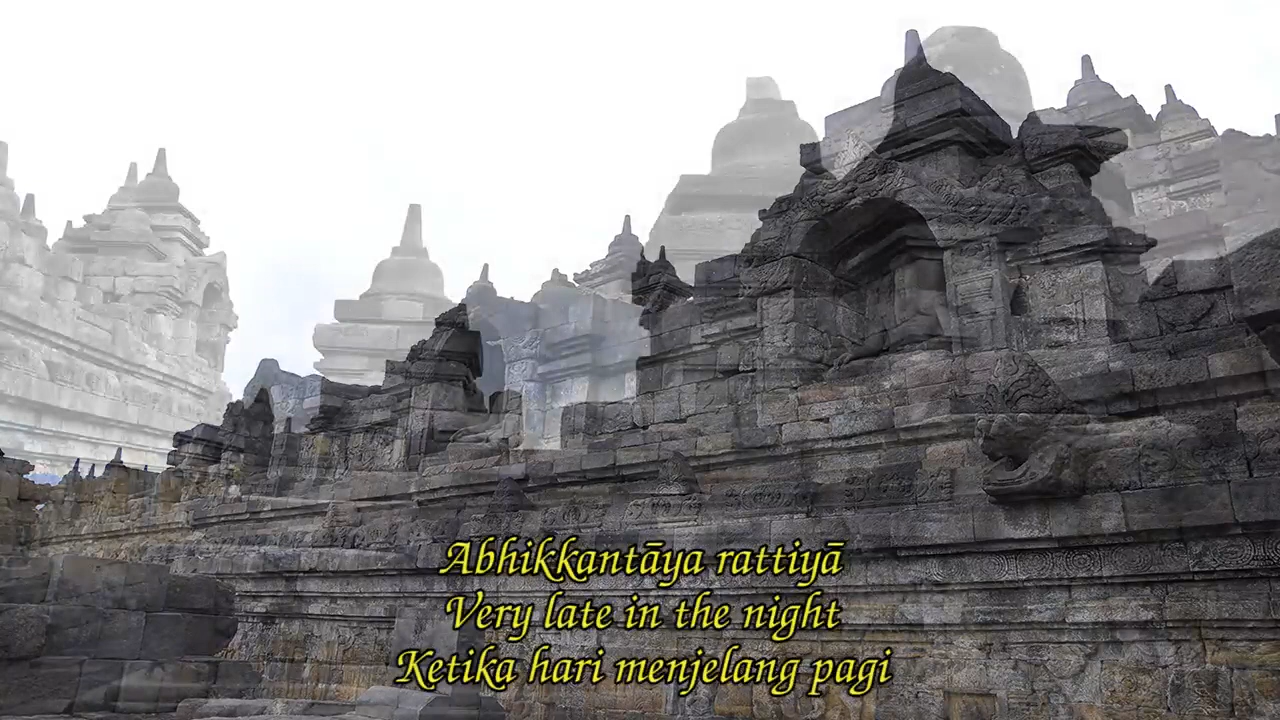 Abhikkantāya rattiyā
Very late in the night
Ketika hari menjelang pagi